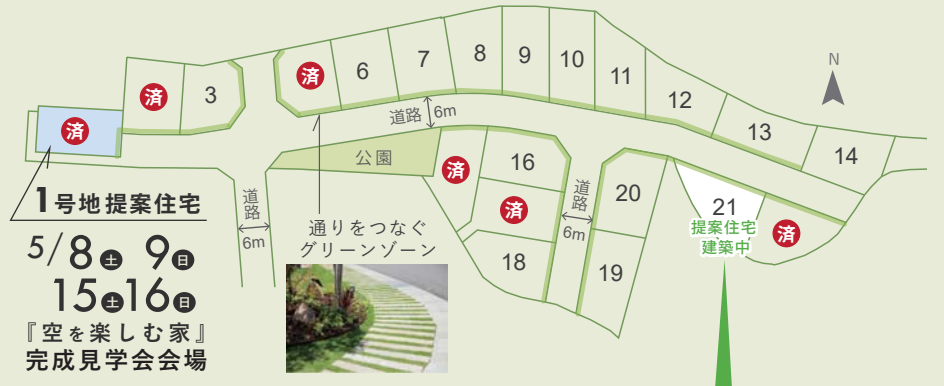 済
済
3
済
6
7
8
9
10
11
12
13
14
N
道路
6m
公園
済
16
済
18
道路
6m
20
19
21
提案住宅
建築中
済
道路
6m
通りをつなぐ
グリーンゾーン
1号地提案住宅
5/8土 9日
15土16日
『空を楽しむ家』
完成見学会会場